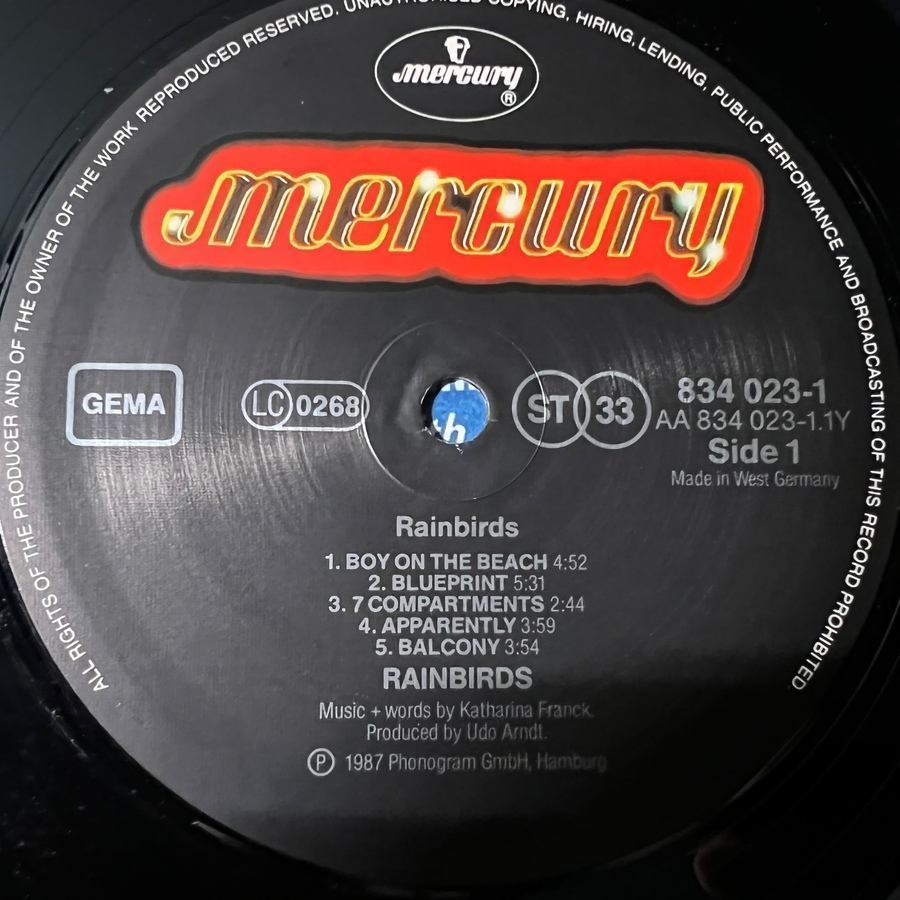 ALL RIGHTS OF THE PRODUCER AND OF THE OWNER OF THE WORK REPRODUCED RESERVED. UNAUTHORISED COPYING, HIRING, LENDING, PUBLIC PERFORMANCE AND BROADCASTING OF THIS RECORD PROHIBITED.
mercury
®
mercury
GEMA
LC 0268
ST 33
834 023-1
AA 834 023-1.1Y
Side 1
Made in West Germany
Rainbirds
1. BOY ON THE BEACH 4:52
2. BLUEPRINT 5:31
3. 7 COMPARTMENTS 2:44
4. APPARENTLY 3:59
5. BALCONY 3:54
RAINBIRDS
Music + words by Katharina Franck.
Produced by Udo Arndt.
Ⓟ 1987 Phonogram GmbH, Hamburg